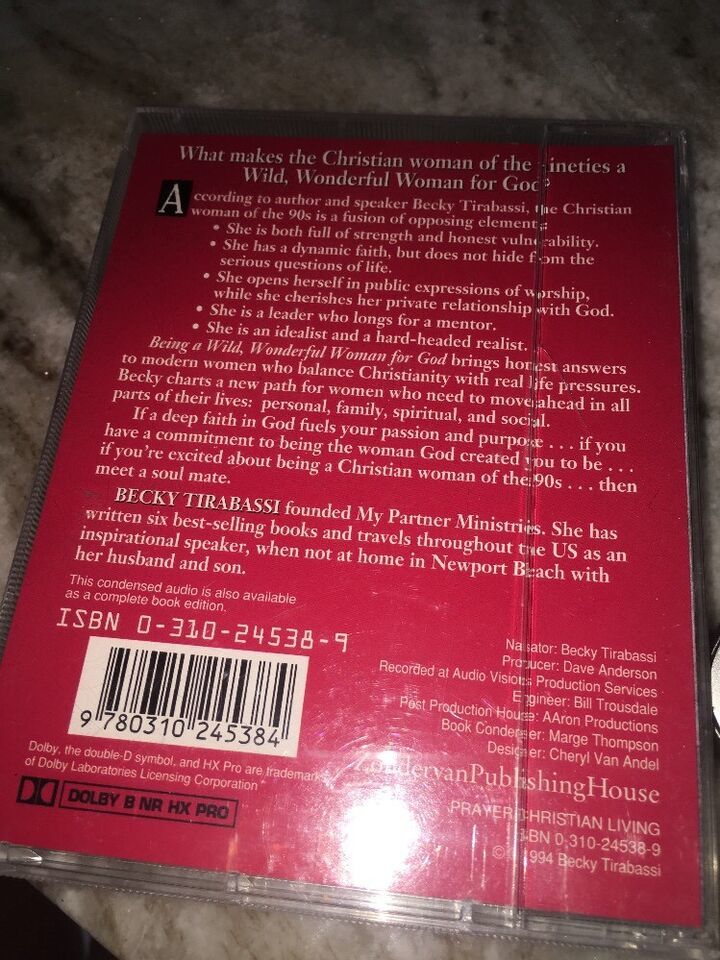 What makes the Christian woman of the nineties a
Wild, Wonderful Woman for God?
According to author and speaker Becky Tirabassi, the Christian
woman of the 90s is a fusion of opposing elements:
• She is both full of strength and honest vulnerability.
• She has a dynamic faith, but does not hide from the
serious questions of life.
• She opens herself in public expressions of worship,
while she cherishes her private relationship with God.
• She is a leader who longs for a mentor.
• She is an idealist and a hard-headed realist.
Being a Wild, Wonderful Woman for God brings honest answers
to modern women who balance Christianity with real life pressures.
Becky charts a new path for women who need to move ahead in all
parts of their lives: personal, family, spiritual, and social.
If a deep faith in God fuels your passion and purpose . . . if you
have a commitment to being the woman God created you to be . . .
if you're excited about being a Christian woman of the 90s . . . then
meet a soul mate.
BECKY TIRABASSI founded My Partner Ministries. She has
written six best-selling books and travels throughout the US as an
inspirational speaker, when not at home in Newport Beach with
her husband and son.
This condensed audio is also available
as a complete book edition.
ISBN 0-310-24538-9
9 780310 245384
Narrator: Becky Tirabassi
Producer: Dave Anderson
Recorded at Audio Visions Production Services
Engineer: Bill Trousdale
Post Production House: AAron Productions
Book Condenser: Marge Thompson
Designer: Cheryl Van Andel
Dolby, the double-D symbol, and HX Pro are trademarks
of Dolby Laboratories Licensing Corporation
DOLBY B NR HX PRO
ZondervanPublishingHouse
PRAYER/CHRISTIAN LIVING
ISBN 0-310-24538-9
© 1994 Becky Tirabassi